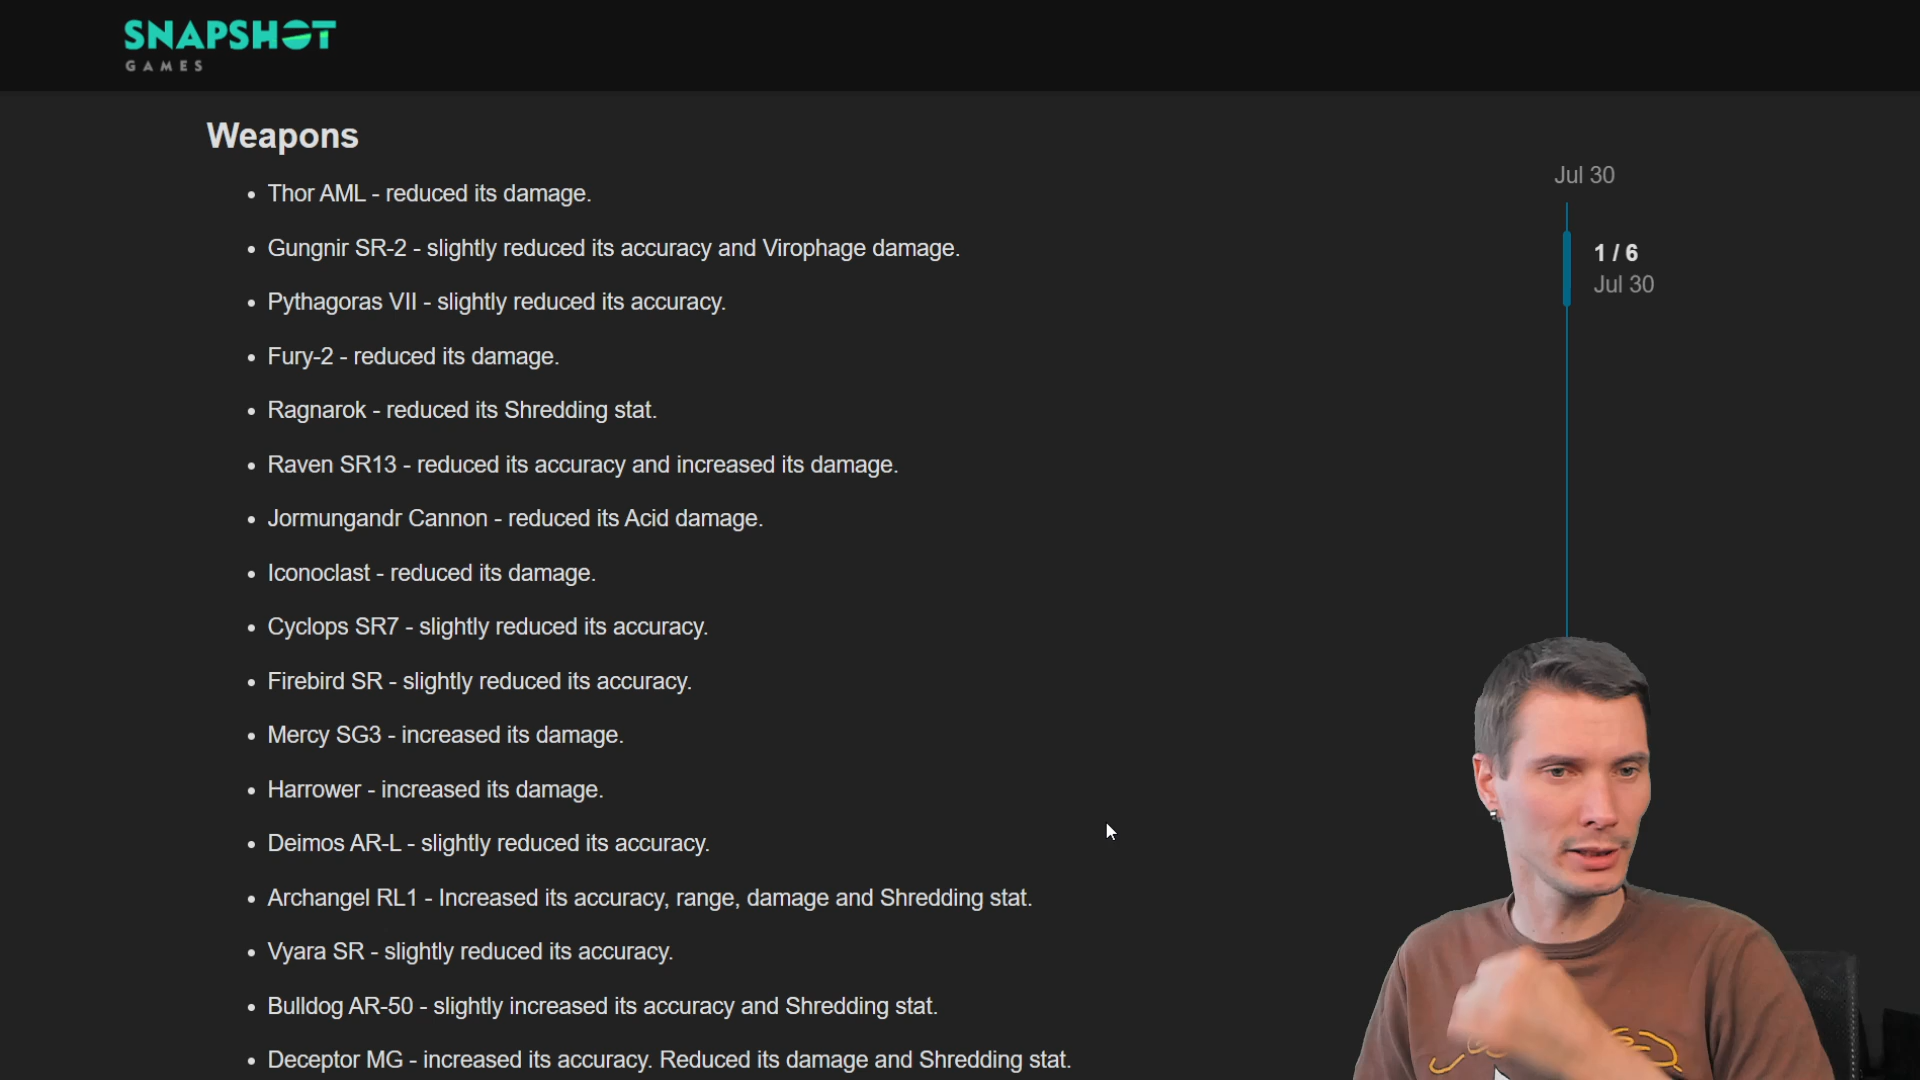 SNAPSHOT
GAMES
Weapons
Thor AML - reduced its damage.
Jul 30
Gungnir SR-2 - slightly reduced its accuracy and Virophage damage.
1 / 6
Jul 30
Pythagoras VII - slightly reduced its accuracy.
Fury-2 - reduced its damage.
Ragnarok - reduced its Shredding stat.
Raven SR13 - reduced its accuracy and increased its damage.
Jormungandr Cannon - reduced its Acid damage.
Iconoclast - reduced its damage.
Cyclops SR7 - slightly reduced its accuracy.
Firebird SR - slightly reduced its accuracy.
Mercy SG3 - increased its damage.
Harrower - increased its damage.
Deimos AR-L - slightly reduced its accuracy.
Archangel RL1 - Increased its accuracy, range, damage and Shredding stat.
Vyara SR - slightly reduced its accuracy.
Bulldog AR-50 - slightly increased its accuracy and Shredding stat.
Deceptor MG - increased its accuracy. Reduced its damage and Shredding stat.